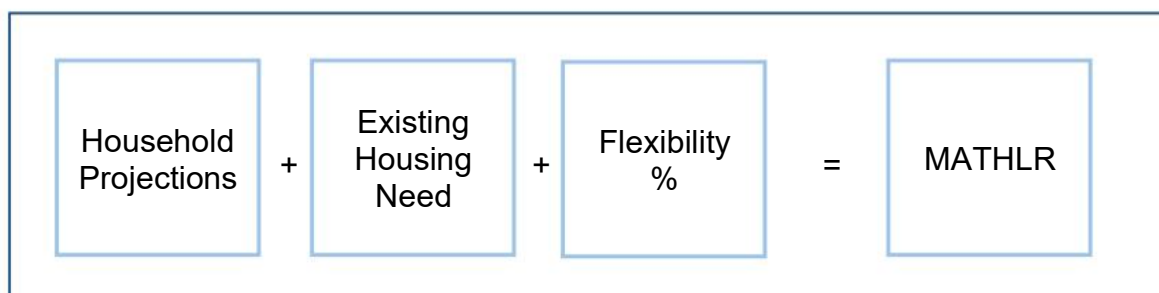 Household
Projections
+
Existing
Housing
Need
+
Flexibility
%
=
MATHLR